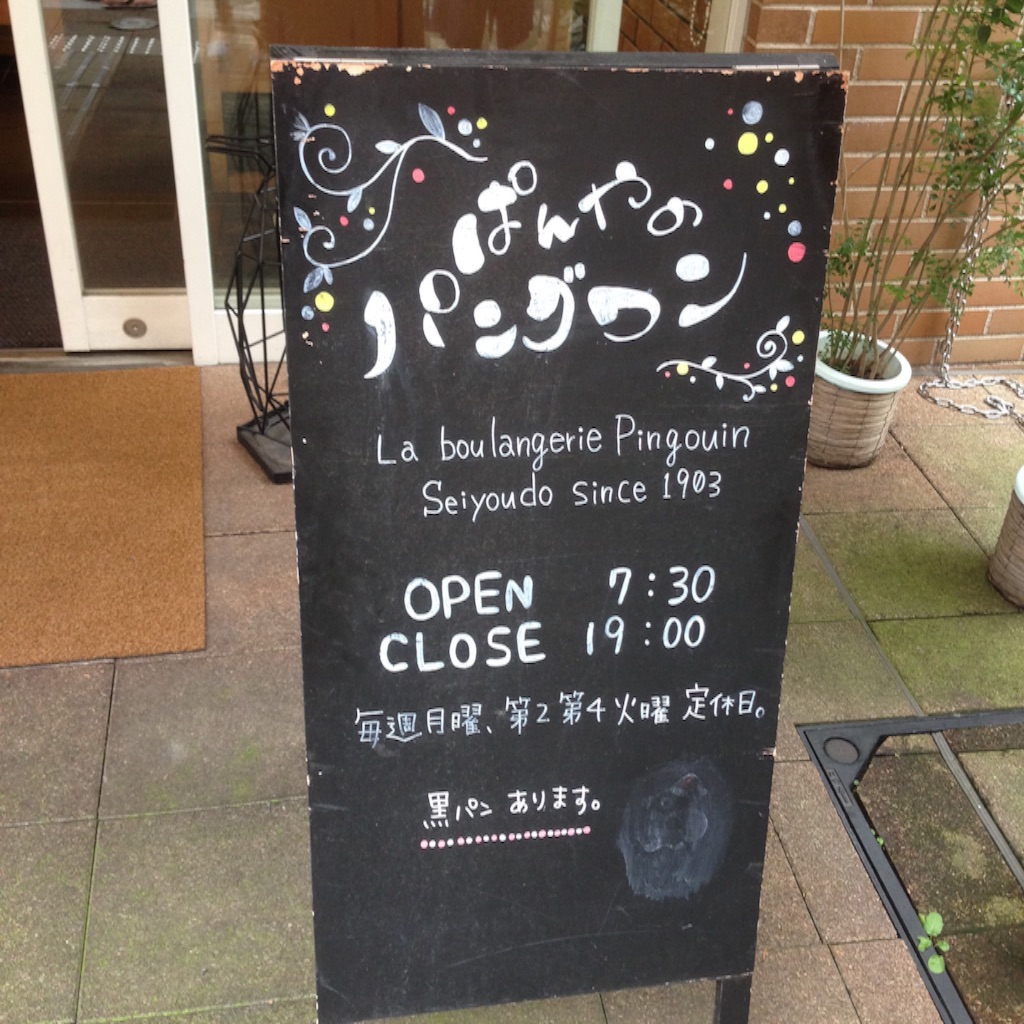 ぱんやの
パングワン
La boulangerie Pingouin
Seiyoudo since 1903
OPEN 7:30
CLOSE 19:00
毎週月曜、第2第4火曜 定休日。
黒パン あります。